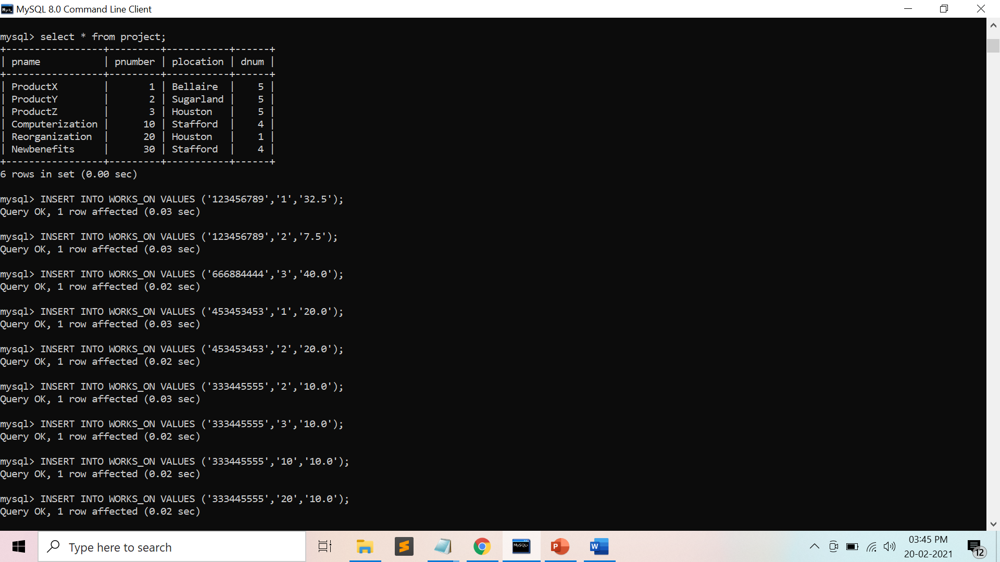 MySQL 8.0 Command Line Client
mysql> select * from project;
+-----------------+---------+-----------+------+
| pname           | pnumber | plocation | dnum |
+-----------------+---------+-----------+------+
| ProductX        |       1 | Bellaire  |    5 |
| ProductY        |       2 | Sugarland |    5 |
| ProductZ        |       3 | Houston   |    5 |
| Computerization |      10 | Stafford  |    4 |
| Reorganization  |      20 | Houston   |    1 |
| Newbenefits     |      30 | Stafford  |    4 |
+-----------------+---------+-----------+------+
6 rows in set (0.00 sec)
mysql> INSERT INTO WORKS_ON VALUES ('123456789','1','32.5');
Query OK, 1 row affected (0.03 sec)
mysql> INSERT INTO WORKS_ON VALUES ('123456789','2','7.5');
Query OK, 1 row affected (0.03 sec)
mysql> INSERT INTO WORKS_ON VALUES ('666884444','3','40.0');
Query OK, 1 row affected (0.02 sec)
mysql> INSERT INTO WORKS_ON VALUES ('453453453','1','20.0');
Query OK, 1 row affected (0.03 sec)
mysql> INSERT INTO WORKS_ON VALUES ('453453453','2','20.0');
Query OK, 1 row affected (0.02 sec)
mysql> INSERT INTO WORKS_ON VALUES ('333445555','2','10.0');
Query OK, 1 row affected (0.03 sec)
mysql> INSERT INTO WORKS_ON VALUES ('333445555','3','10.0');
Query OK, 1 row affected (0.02 sec)
mysql> INSERT INTO WORKS_ON VALUES ('333445555','10','10.0');
Query OK, 1 row affected (0.02 sec)
mysql> INSERT INTO WORKS_ON VALUES ('333445555','20','10.0');
Query OK, 1 row affected (0.02 sec)
Type here to search
MySQL>
P
W
03:45 PM
20-02-2021
12